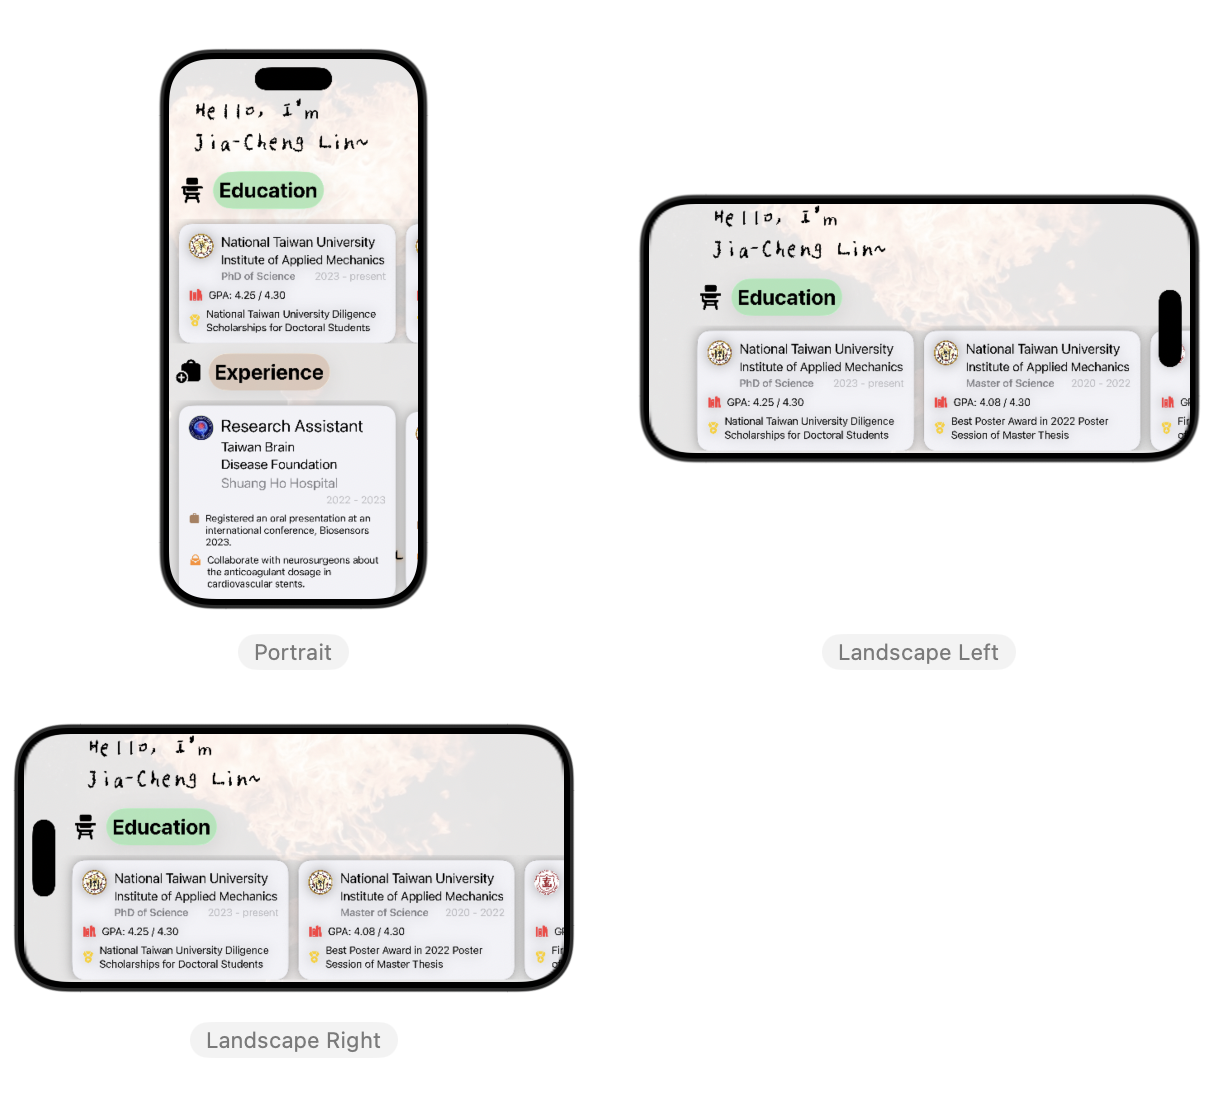 Hello, I'm
Jia-Cheng Lin~
Education
National Taiwan University
Institute of Applied Mechanics
PhD of Science 2023 - present
GPA: 4.25 / 4.30
National Taiwan University Diligence
Scholarships for Doctoral Students
Experience
Research Assistant
Taiwan Brain
Disease Foundation
Shuang Ho Hospital
2022 - 2023
Registered an oral presentation at an
international conference, Biosensors
2023.
Collaborate with neurosurgeons about
the anticoagulant dosage in
cardiovascular stents.
Portrait
Hello, I'm
Jia-Cheng Lin~
Education
National Taiwan University
Institute of Applied Mechanics
PhD of Science 2023 - present
GPA: 4.25 / 4.30
National Taiwan University Diligence
Scholarships for Doctoral Students
National Taiwan University
Institute of Applied Mechanics
Master of Science 2020 - 2022
GPA: 4.08 / 4.30
Best Poster Award in 2022 Poster
Session of Master Thesis
Landscape Left
Hello, I'm
Jia-Cheng Lin~
Education
National Taiwan University
Institute of Applied Mechanics
PhD of Science 2023 - present
GPA: 4.25 / 4.30
National Taiwan University Diligence
Scholarships for Doctoral Students
National Taiwan University
Institute of Applied Mechanics
Master of Science 2020 - 2022
GPA: 4.08 / 4.30
Best Poster Award in 2022 Poster
Session of Master Thesis
Landscape Right